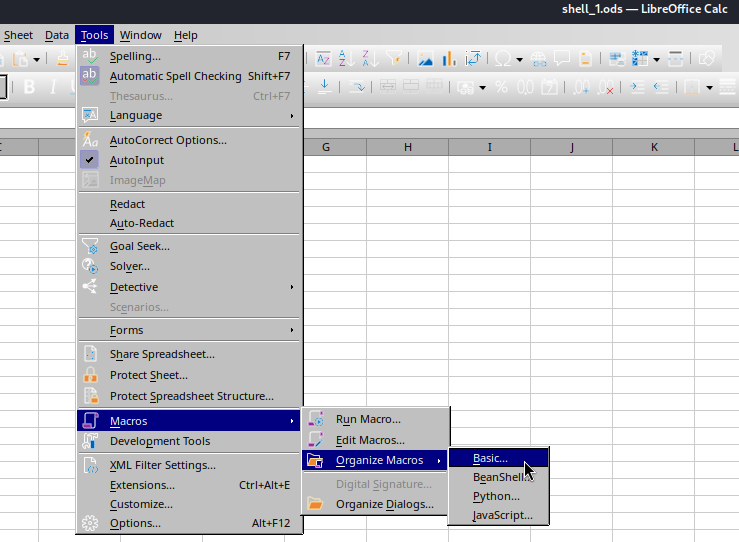 shell_1.ods — LibreOffice Calc
Sheet Data Tools Window Help
Spelling... F7
Automatic Spell Checking Shift+F7
Thesaurus... Ctrl+F7
Language
AutoCorrect Options...
AutoInput
ImageMap
Redact
Auto-Redact
Goal Seek...
Solver...
Detective
Scenarios...
Forms
Share Spreadsheet...
Protect Sheet...
Protect Spreadsheet Structure...
Macros
Development Tools
XML Filter Settings...
Extensions... Ctrl+Alt+E
Customize...
Options... Alt+F12
G H I J K L
Run Macro...
Edit Macros...
Organize Macros
Digital Signature...
Organize Dialogs...
Basic...
BeanShell...
Python...
JavaScript...